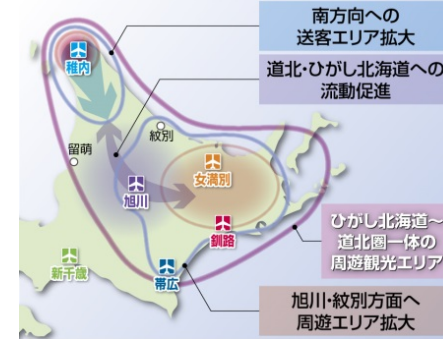 南方向への
送客エリア拡大
道北・ひがし北海道への
流動促進
稚内
紋別
留萌
女満別
旭川
釧路
ひがし北海道～
道北圏一体の
周遊観光エリア
新千歳
帯広
旭川・紋別方面へ
周遊エリア拡大